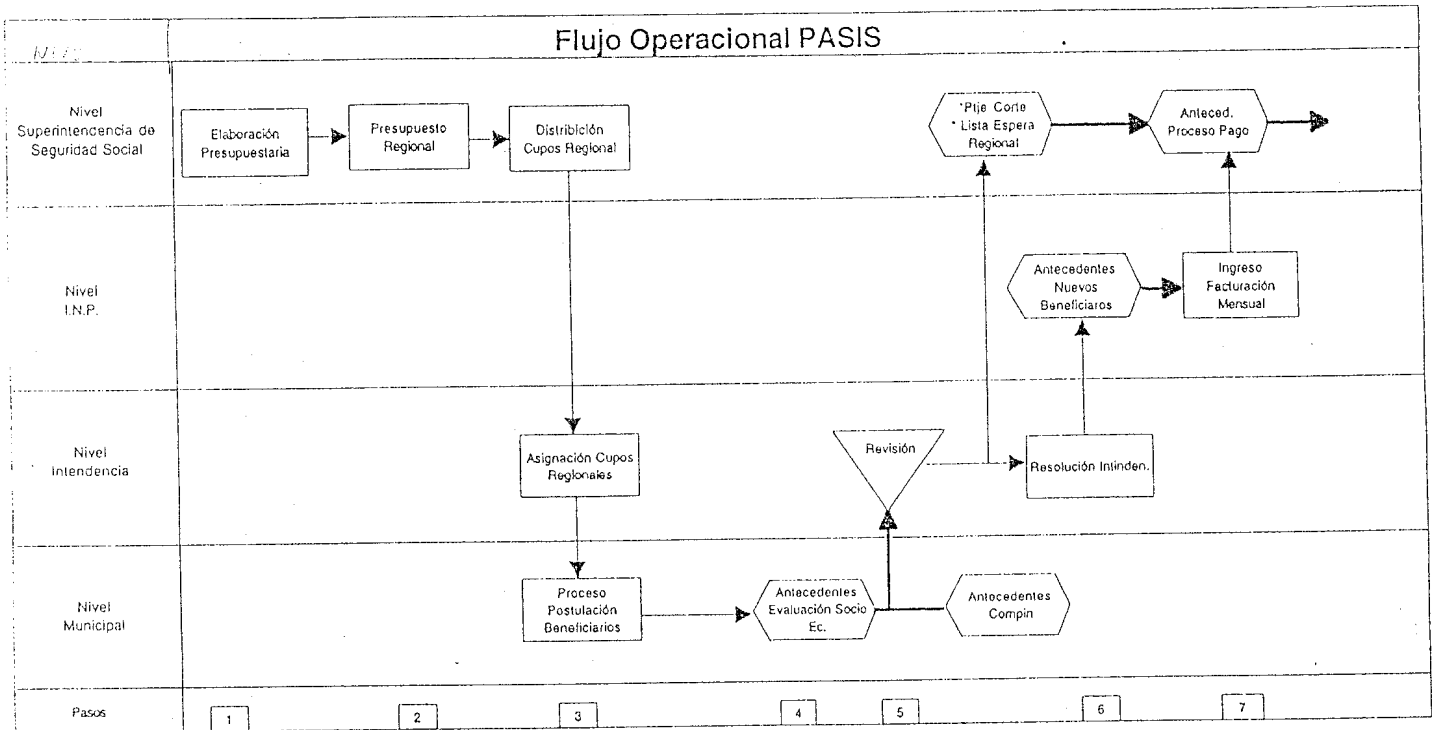 Flujo Operacional PASIS
Nivel
Superintendencia de
Seguridad Social
Elaboración
Presupuestaria
Presupuesto
Regional
Distribición
Cupos Regional
*Ptje Corte
* Lista Espera
Regional
Anteced.
Proceso Pago
Nivel
I.N.P.
Antecedentes
Nuevos
Beneficiaros
Ingreso
Facturación
Mensual
Nivel
Intendencia
Asignación Cupos
Regionales
Revisión
Resolución Intinden.
Nivel
Municipal
Proceso
Postulación
Beneficiarios
Antecedentes
Evaluación Socio
Ec.
Antecedentes
Compin
Pasos
1
2
3
4
5
6
7